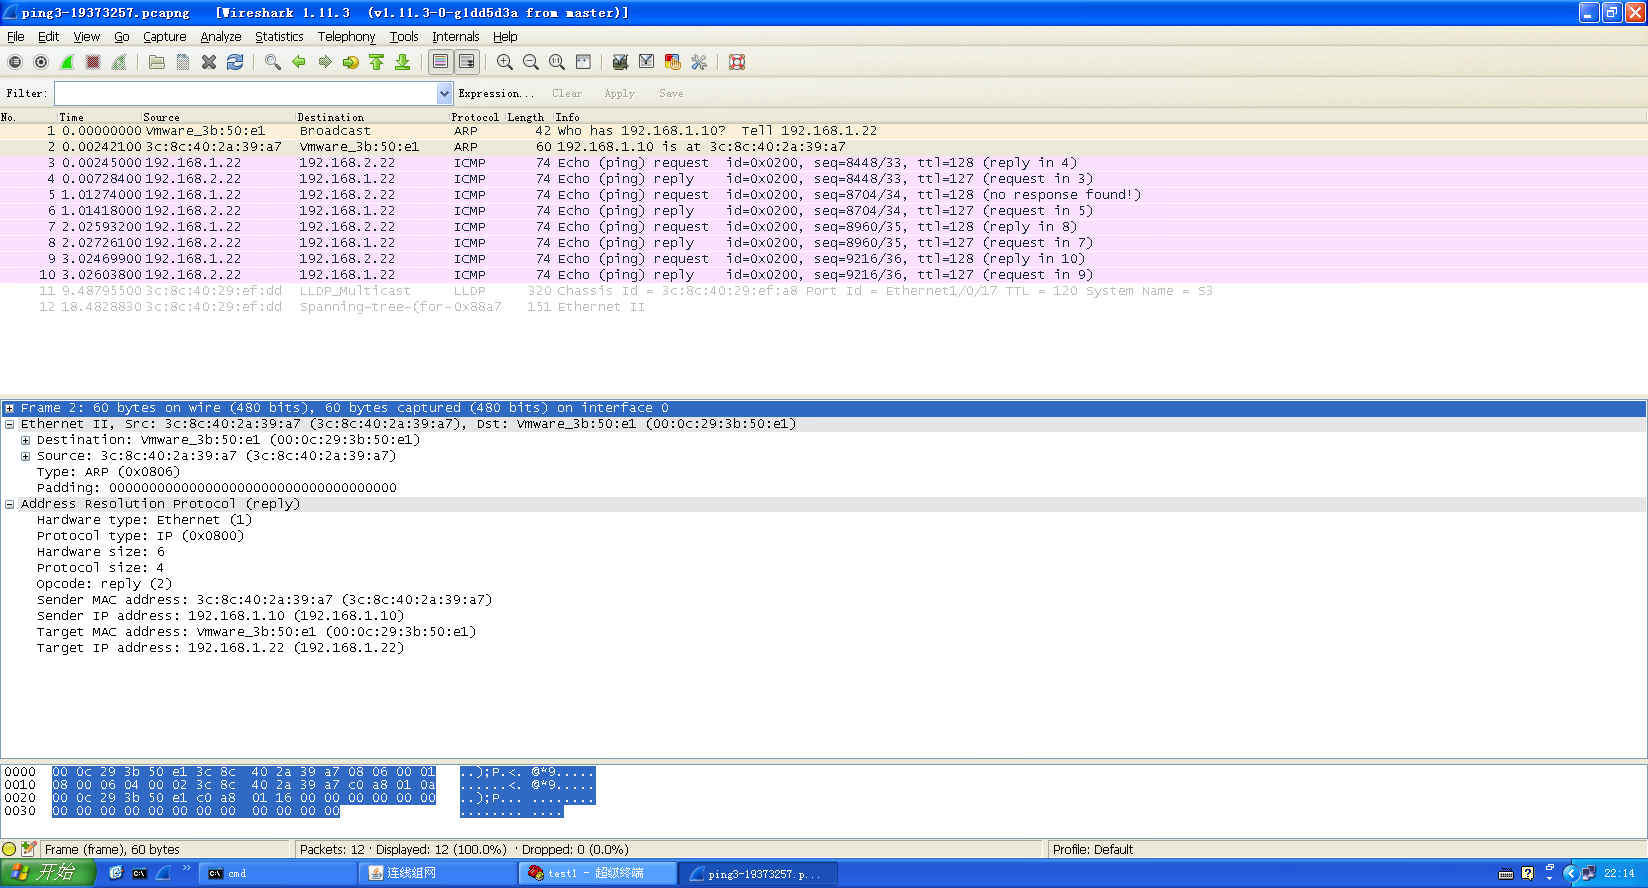 ping3-19373257.pcapng [Wireshark 1.11.3 (v1.11.3-0-g1dd5d3a from master)]
File Edit View Go Capture Analyze Statistics Telephony Tools Internals Help
Filter: Expression... Clear Apply Save
No. Time Source Destination Protocol Length Info
1 0.00000000 Vmware_3b:50:e1 Broadcast ARP 42 Who has 192.168.1.10? Tell 192.168.1.22
2 0.00242100 3c:8c:40:2a:39:a7 Vmware_3b:50:e1 ARP 60 192.168.1.10 is at 3c:8c:40:2a:39:a7
3 0.00245000 192.168.1.22 192.168.2.22 ICMP 74 Echo (ping) request id=0x0200, seq=8448/33, ttl=128 (reply in 4)
4 0.00728400 192.168.2.22 192.168.1.22 ICMP 74 Echo (ping) reply id=0x0200, seq=8448/33, ttl=127 (request in 3)
5 1.01274000 192.168.1.22 192.168.2.22 ICMP 74 Echo (ping) request id=0x0200, seq=8704/34, ttl=128 (no response found!)
6 1.01418000 192.168.2.22 192.168.1.22 ICMP 74 Echo (ping) reply id=0x0200, seq=8704/34, ttl=127 (request in 5)
7 2.02593200 192.168.1.22 192.168.2.22 ICMP 74 Echo (ping) request id=0x0200, seq=8960/35, ttl=128 (reply in 8)
8 2.02726100 192.168.2.22 192.168.1.22 ICMP 74 Echo (ping) reply id=0x0200, seq=8960/35, ttl=127 (request in 7)
9 3.02469900 192.168.1.22 192.168.2.22 ICMP 74 Echo (ping) request id=0x0200, seq=9216/36, ttl=128 (reply in 10)
10 3.02603800 192.168.2.22 192.168.1.22 ICMP 74 Echo (ping) reply id=0x0200, seq=9216/36, ttl=127 (request in 9)
11 9.48795500 3c:8c:40:29:ef:dd LLDP_Multicast LLDP 320 Chassis Id = 3c:8c:40:29:ef:a8 Port Id = Ethernet1/0/17 TTL = 120 System Name = S3
12 18.4828830 3c:8c:40:29:ef:dd Spanning-tree-(for- 0x88a7 151 Ethernet II
Frame 2: 60 bytes on wire (480 bits), 60 bytes captured (480 bits) on interface 0
Ethernet II, Src: 3c:8c:40:2a:39:a7 (3c:8c:40:2a:39:a7), Dst: Vmware_3b:50:e1 (00:0c:29:3b:50:e1)
Destination: Vmware_3b:50:e1 (00:0c:29:3b:50:e1)
Source: 3c:8c:40:2a:39:a7 (3c:8c:40:2a:39:a7)
Type: ARP (0x0806)
Padding: 000000000000000000000000000000000000
Address Resolution Protocol (reply)
Hardware type: Ethernet (1)
Protocol type: IP (0x0800)
Hardware size: 6
Protocol size: 4
Opcode: reply (2)
Sender MAC address: 3c:8c:40:2a:39:a7 (3c:8c:40:2a:39:a7)
Sender IP address: 192.168.1.10 (192.168.1.10)
Target MAC address: Vmware_3b:50:e1 (00:0c:29:3b:50:e1)
Target IP address: 192.168.1.22 (192.168.1.22)
0000 00 0c 29 3b 50 e1 3c 8c 40 2a 39 a7 08 06 00 01 ..);P.<. @*9.....
0010 08 00 06 04 00 02 3c 8c 40 2a 39 a7 c0 a8 01 0a ......<. @*9.....
0020 00 0c 29 3b 50 e1 c0 a8 01 16 00 00 00 00 00 00 ..);P... ........
0030 00 00 00 00 00 00 00 00 00 00 00 00 ........ ....
Frame (frame), 60 bytes Packets: 12 · Displayed: 12 (100.0%) · Dropped: 0 (0.0%) Profile: Default
开始 cmd 连线组网 test1 - 超级终端 ping3-19373257.p... 22:14